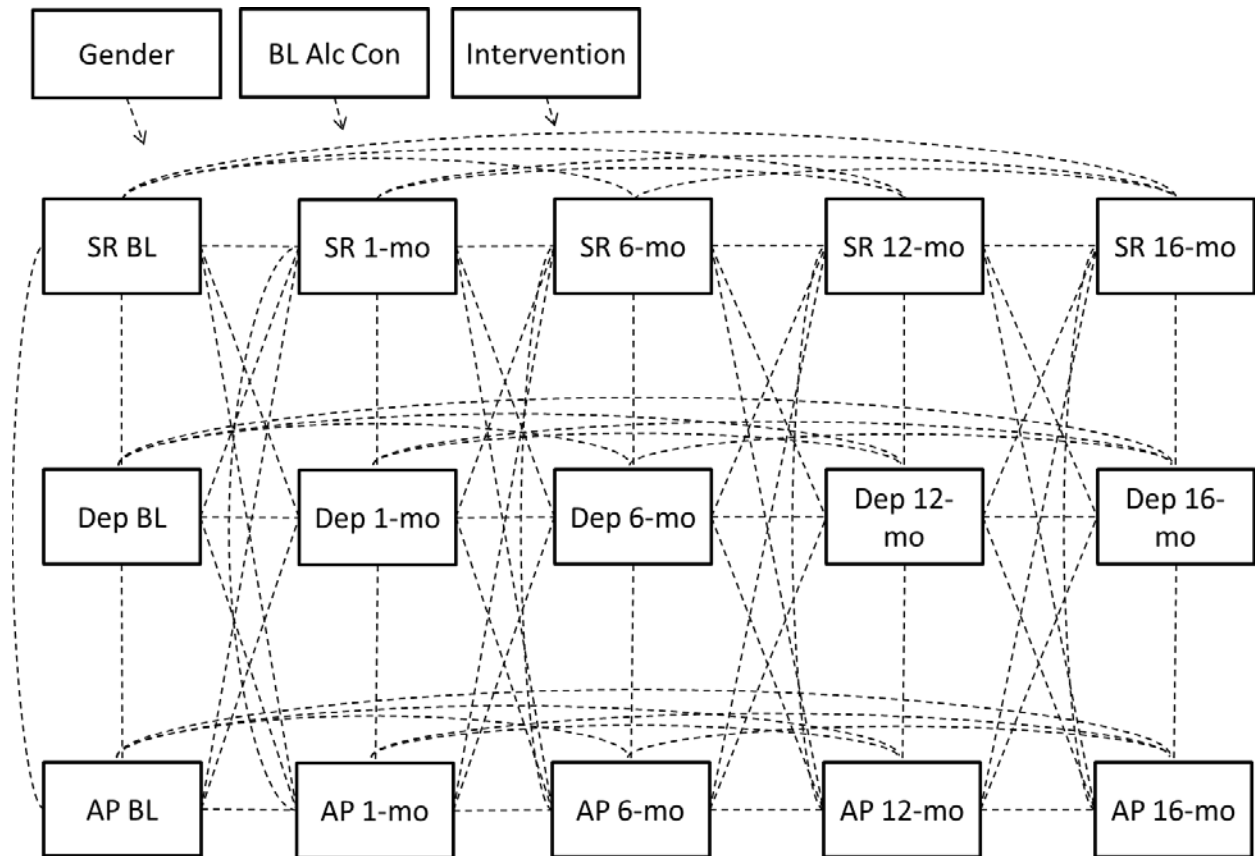 Gender
BL Alc Con
Intervention
SR BL
SR 1-mo
SR 6-mo
SR 12-mo
SR 16-mo
Dep BL
Dep 1-mo
Dep 6-mo
Dep 12-
mo
Dep 16-
mo
AP BL
AP 1-mo
AP 6-mo
AP 12-mo
AP 16-mo